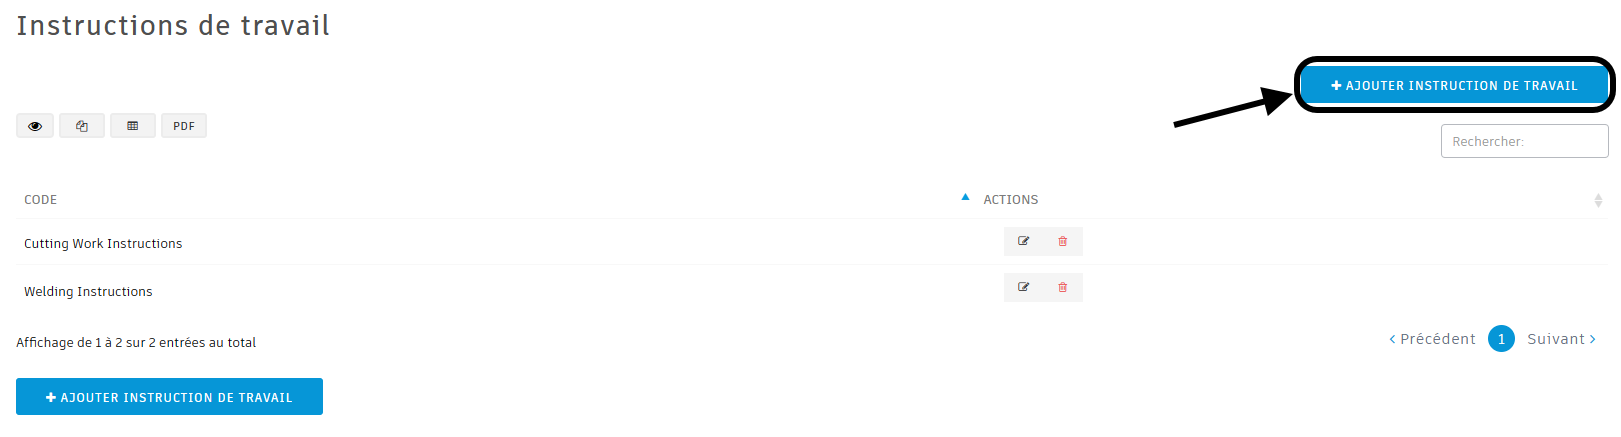 Instructions de travail
AJOUTER INSTRUCTION DE TRAVAIL
PDF
Rechercher:
CODE ACTIONS
Cutting Work Instructions
Welding Instructions
Affichage de 1 à 2 sur 2 entrées au total
Précédent 1 Suivant
AJOUTER INSTRUCTION DE TRAVAIL